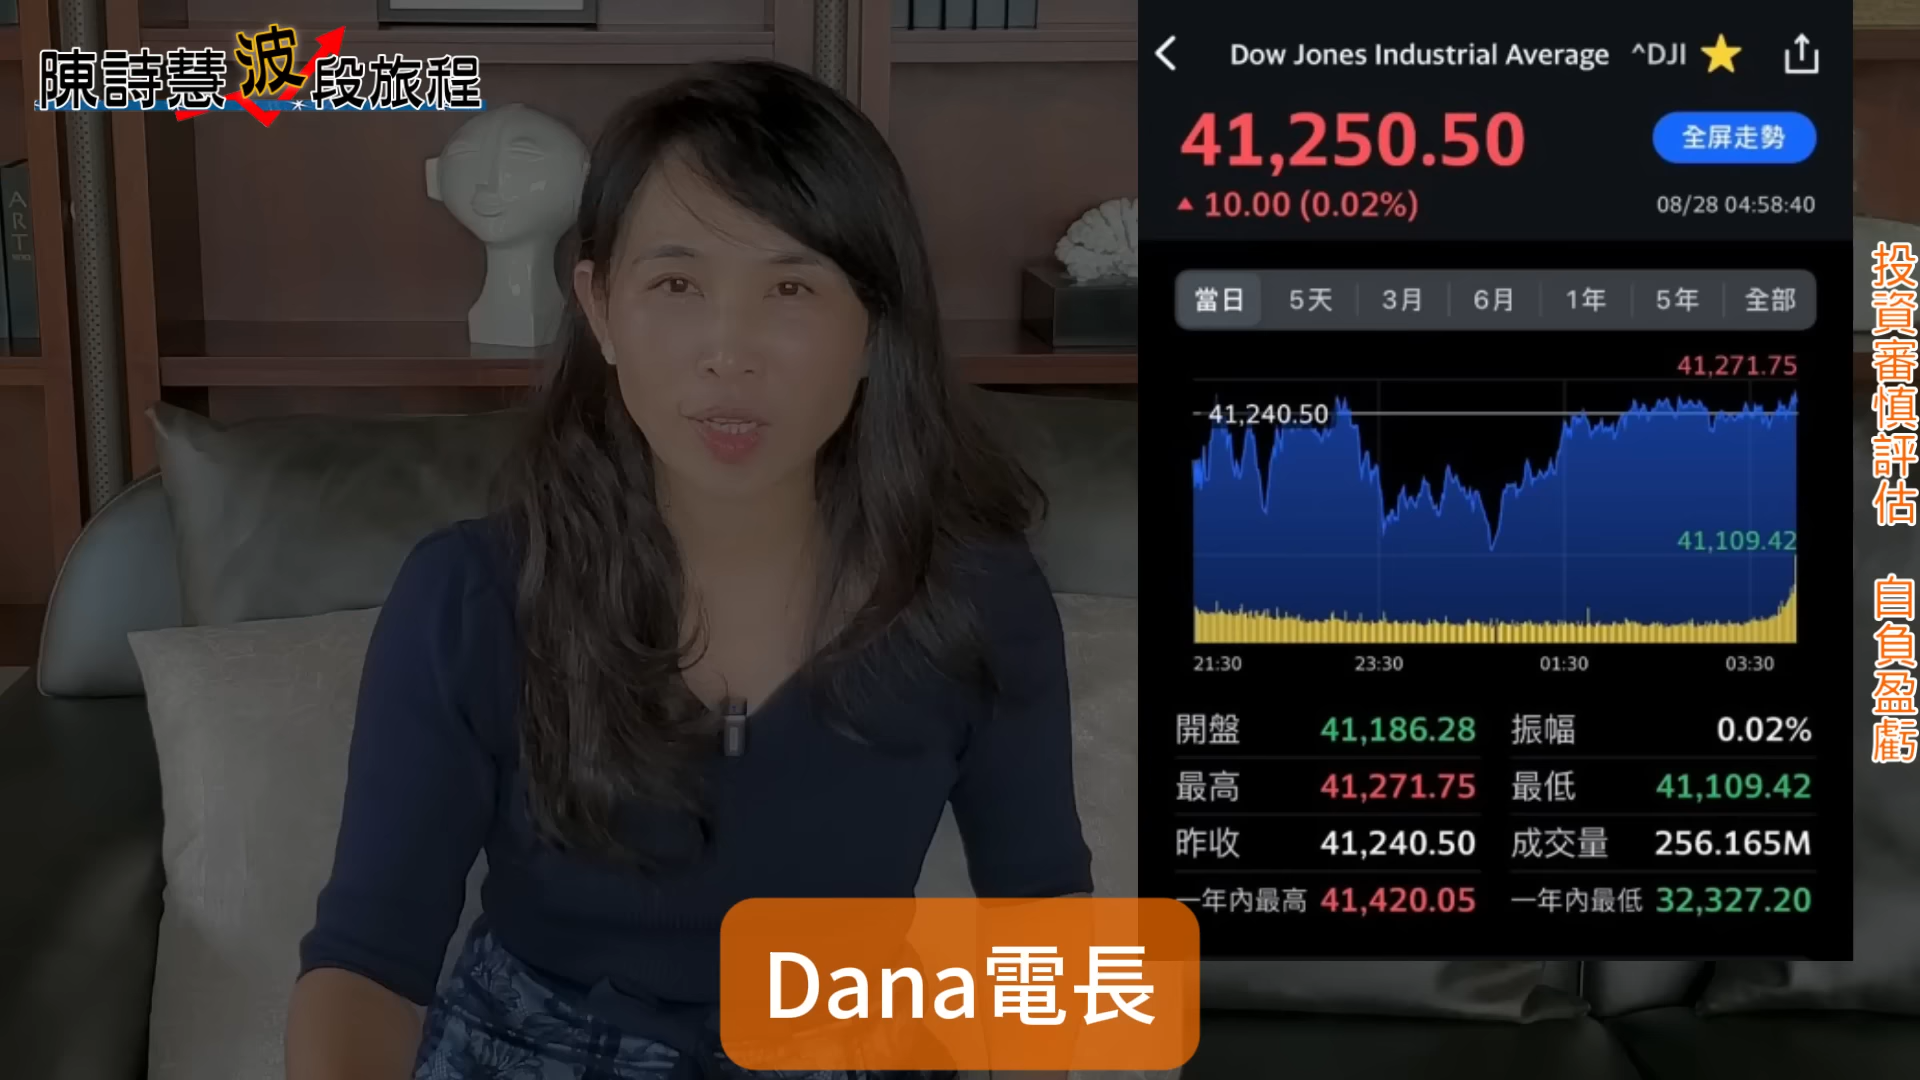 陳詩慧波段旅程
ART
Dow Jones Industrial Average ^DJI
41,250.50
全屏走勢
▲ 10.00 (0.02%)
08/28 04:58:40
當日 5天 3月 6月 1年 5年 全部
41,271.75
41,240.50
41,109.42
21:30 23:30 01:30 03:30
開盤 41,186.28 振幅 0.02%
最高 41,271.75 最低 41,109.42
昨收 41,240.50 成交量 256.165M
一年內最高 41,420.05 一年內最低 32,327.20
投資審慎評估 自負盈虧
Dana電長